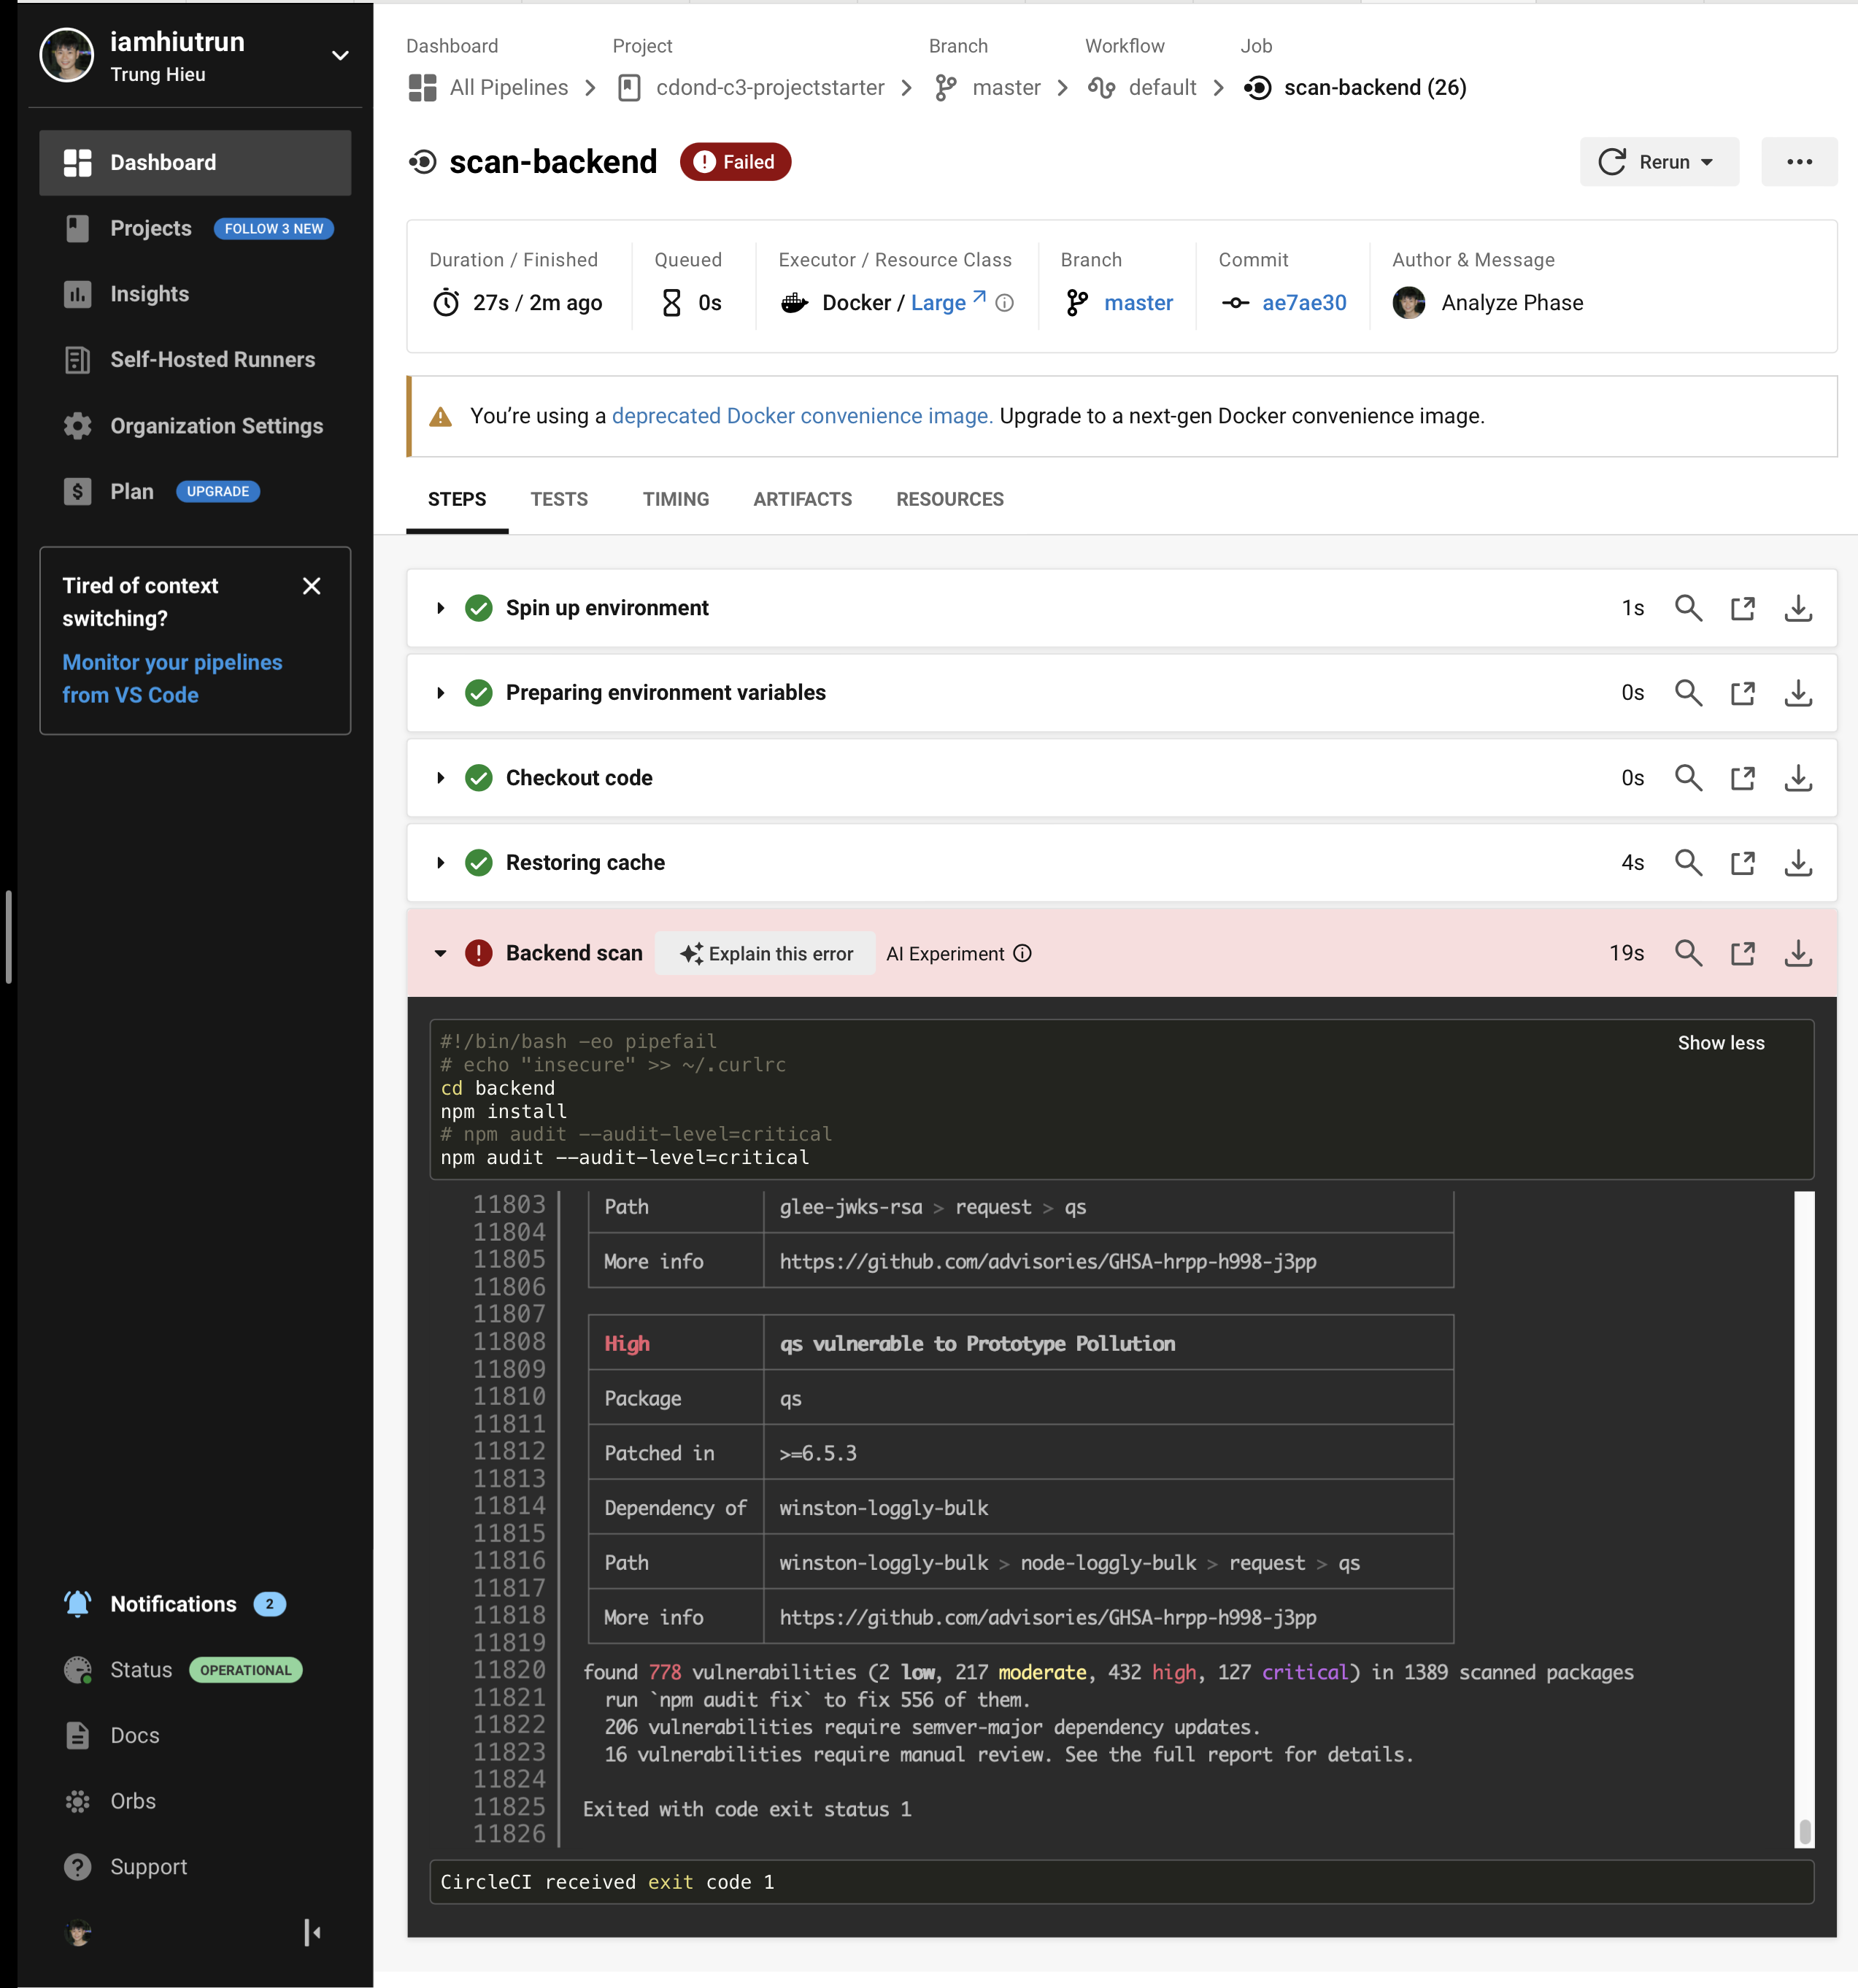 iamhiutrun
Trung Hieu
Dashboard
Projects FOLLOW 3 NEW
Insights
Self-Hosted Runners
Organization Settings
Plan UPGRADE
Tired of context
switching?
Monitor your pipelines
from VS Code
Notifications 2
Status OPERATIONAL
Docs
Orbs
Support
Dashboard Project Branch Workflow Job
All Pipelines cdond-c3-projectstarter master default scan-backend (26)
scan-backend Failed Rerun
Duration / Finished Queued Executor / Resource Class Branch Commit Author & Message
27s / 2m ago 0s Docker / Large master ae7ae30 Analyze Phase
You’re using a deprecated Docker convenience image. Upgrade to a next-gen Docker convenience image.
STEPS TESTS TIMING ARTIFACTS RESOURCES
Spin up environment 1s
Preparing environment variables 0s
Checkout code 0s
Restoring cache 4s
Backend scan Explain this error AI Experiment 19s
#!/bin/bash -eo pipefail Show less
# echo "insecure" >> ~/.curlrc
cd backend
npm install
# npm audit --audit-level=critical
npm audit --audit-level=critical
11803 Path glee-jwks-rsa > request > qs
11804
11805 More info https://github.com/advisories/GHSA-hrpp-h998-j3pp
11806
11807
11808 High qs vulnerable to Prototype Pollution
11809
11810 Package qs
11811
11812 Patched in >=6.5.3
11813
11814 Dependency of winston-loggly-bulk
11815
11816 Path winston-loggly-bulk > node-loggly-bulk > request > qs
11817
11818 More info https://github.com/advisories/GHSA-hrpp-h998-j3pp
11819
11820 found 778 vulnerabilities (2 low, 217 moderate, 432 high, 127 critical) in 1389 scanned packages
11821 run `npm audit fix` to fix 556 of them.
11822 206 vulnerabilities require semver-major dependency updates.
11823 16 vulnerabilities require manual review. See the full report for details.
11824
11825 Exited with code exit status 1
11826
CircleCI received exit code 1